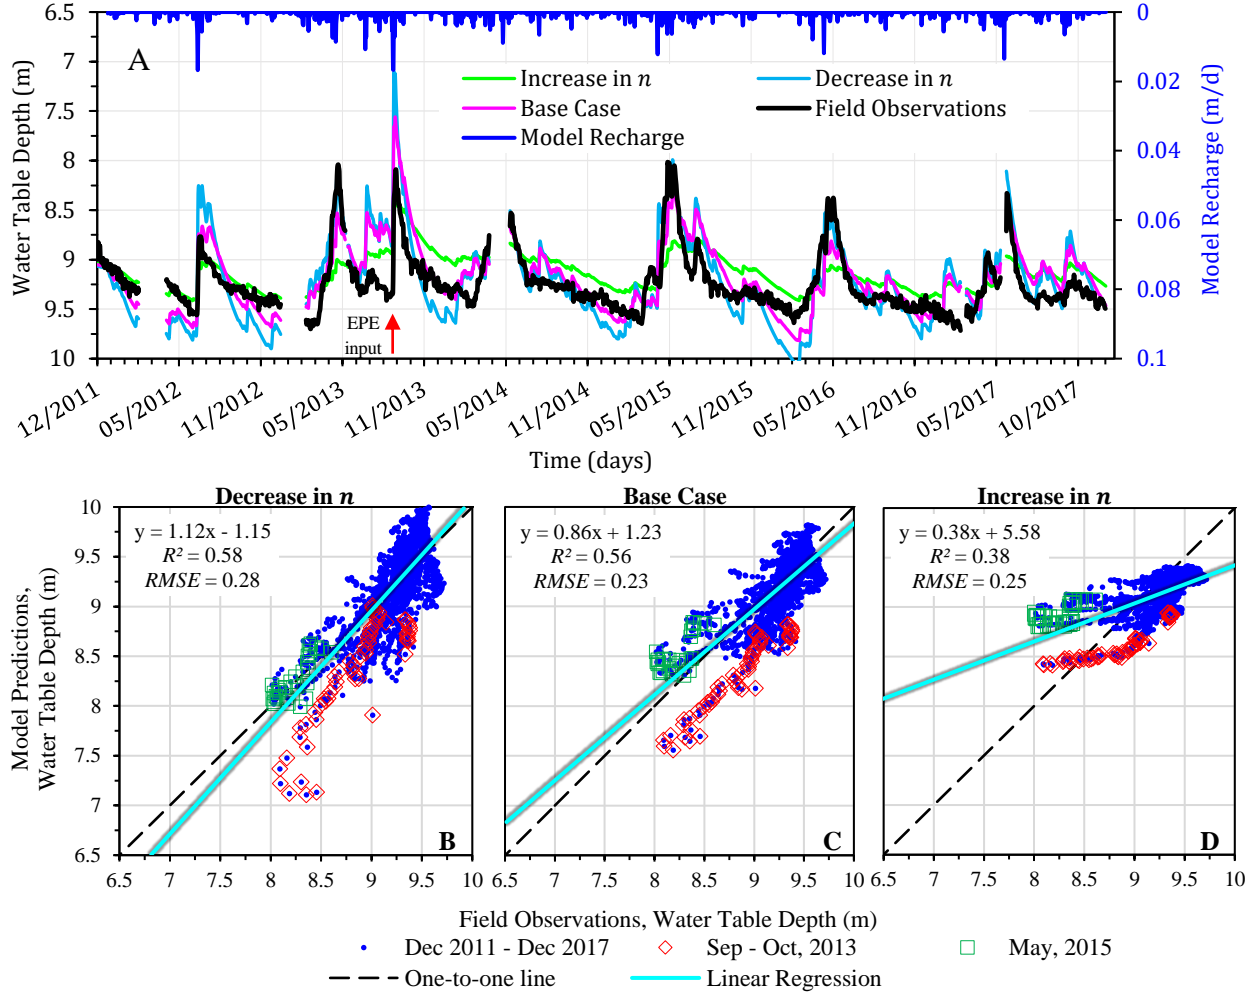 6.5
7
7.5
8
8.5
9
9.5
10
Water Table Depth (m)
A
Increase in n
Decrease in n
Base Case
Field Observations
Model Recharge
EPE
input
0
0.02
0.04
0.06
0.08
0.1
Model Recharge (m/d)
12/2011
05/2012
11/2012
05/2013
11/2013
05/2014
11/2014
05/2015
11/2015
05/2016
11/2016
05/2017
10/2017
Time (days)
Decrease in n
Base Case
Increase in n
Model Predictions,
Water Table Depth (m)
10
9.5
9
8.5
8
7.5
7
6.5
y = 1.12x - 1.15
R² = 0.58
RMSE = 0.28
B
6.5 7 7.5 8 8.5 9 9.5 10
y = 0.86x + 1.23
R² = 0.56
RMSE = 0.23
C
6.5 7 7.5 8 8.5 9 9.5 10
y = 0.38x + 5.58
R² = 0.38
RMSE = 0.25
D
6.5 7 7.5 8 8.5 9 9.5 10
Field Observations, Water Table Depth (m)
Dec 2011 - Dec 2017
Sep - Oct, 2013
May, 2015
One-to-one line
Linear Regression